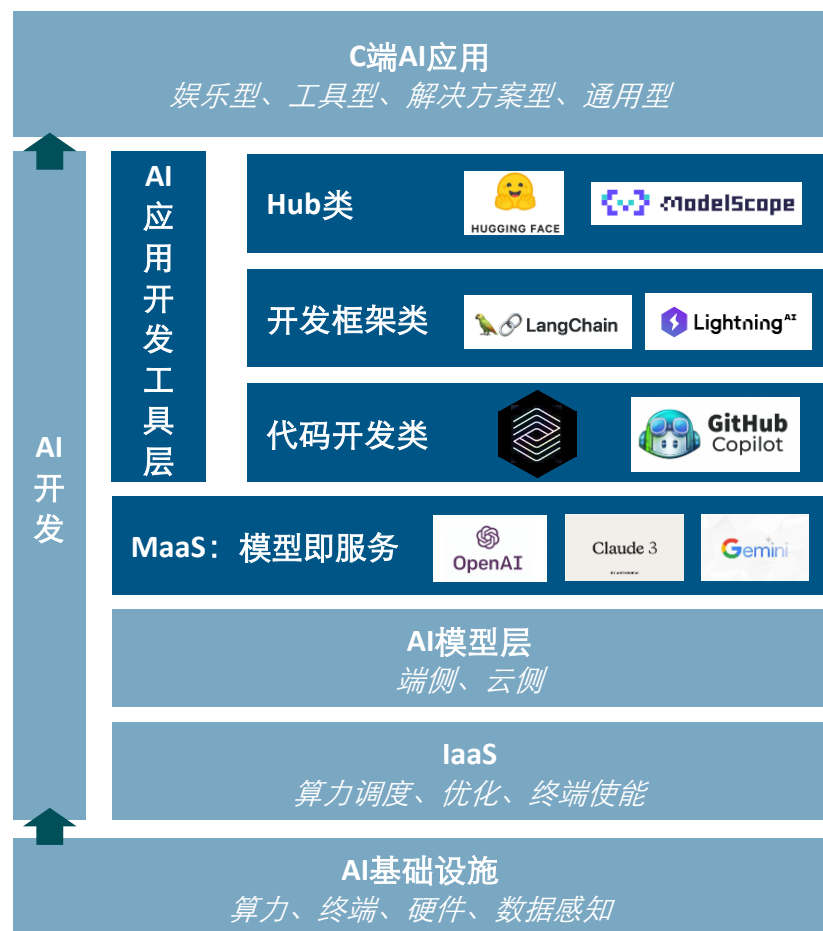 C端AI应用
娱乐型、工具型、解决方案型、通用型
AI开发
AI应用开发工具层
Hub类
HUGGING FACE
ModelScope
开发框架类
LangChain
Lightning AI
代码开发类
GitHub
Copilot
MaaS：模型即服务
OpenAI
Claude 3
Gemini
AI模型层
端侧、云侧
IaaS
算力调度、优化、终端使能
AI基础设施
算力、终端、硬件、数据感知